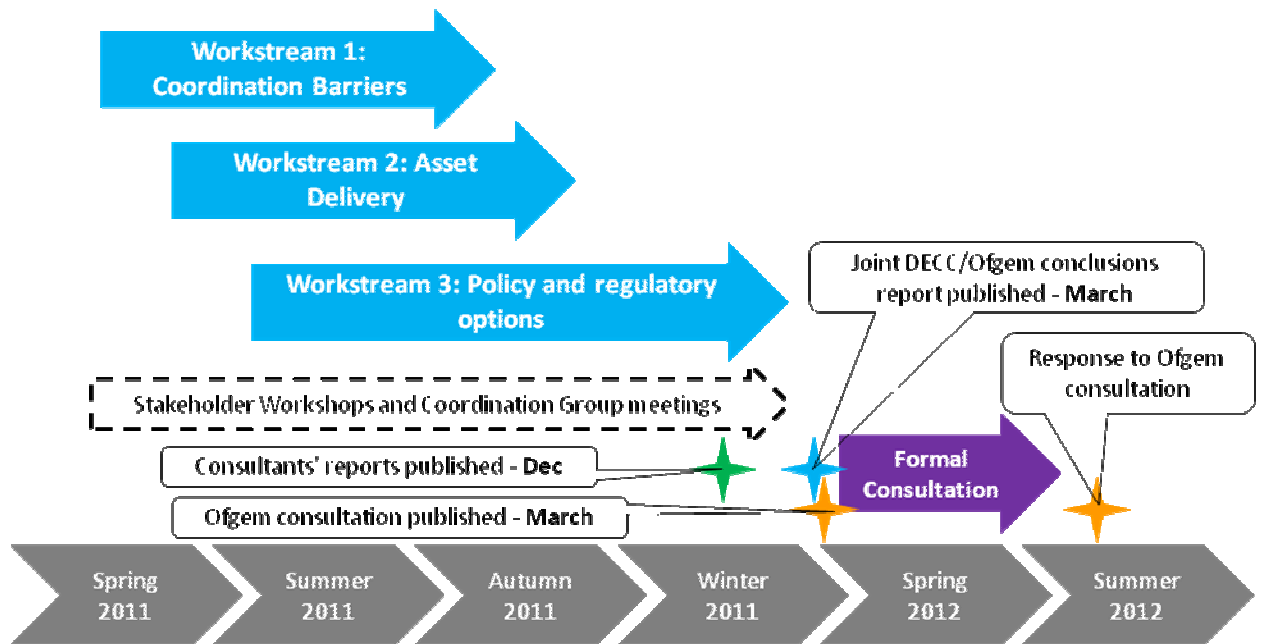 Workstream 1:
Coordination Barriers
Workstream 2: Asset
Delivery
Workstream 3: Policy and regulatory
options
Joint DECC/Ofgem conclusions
report published - March
Response to Ofgem
consultation
Stakeholder Workshops and Coordination Group meetings
Consultants' reports published - Dec
Formal
Consultation
Ofgem consultation published - March
Spring
2011
Summer
2011
Autumn
2011
Winter
2011
Spring
2012
Summer
2012